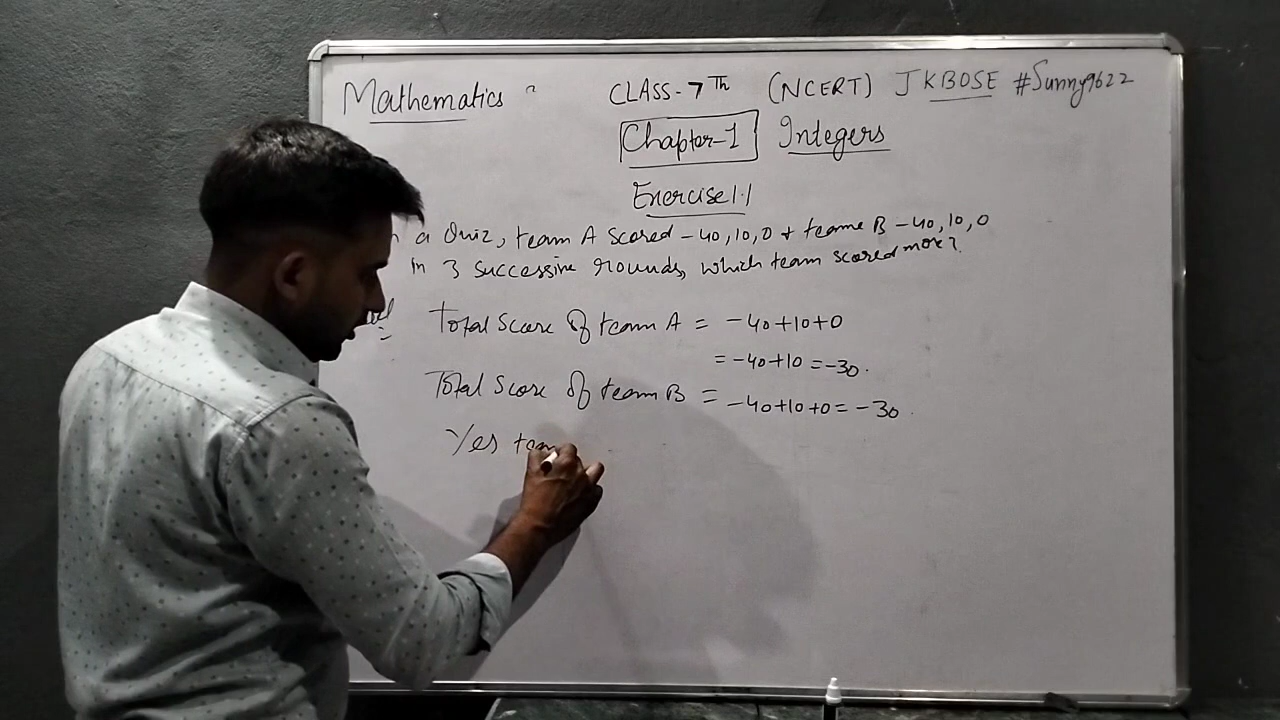 Mathematics CLASS-7Th (NCERT) JKBOSE #Sunny9622
Chapter-1 Integers
Exercise 1.1
a Quiz, team A scored -40,10,0 & teame B -40,10,0
in 3 successive rounds, which team scored more?
Total Score of team A = -40+10+0
= -40+10 = -30.
Total Score of team B = -40+10+0 = -30.
Yes